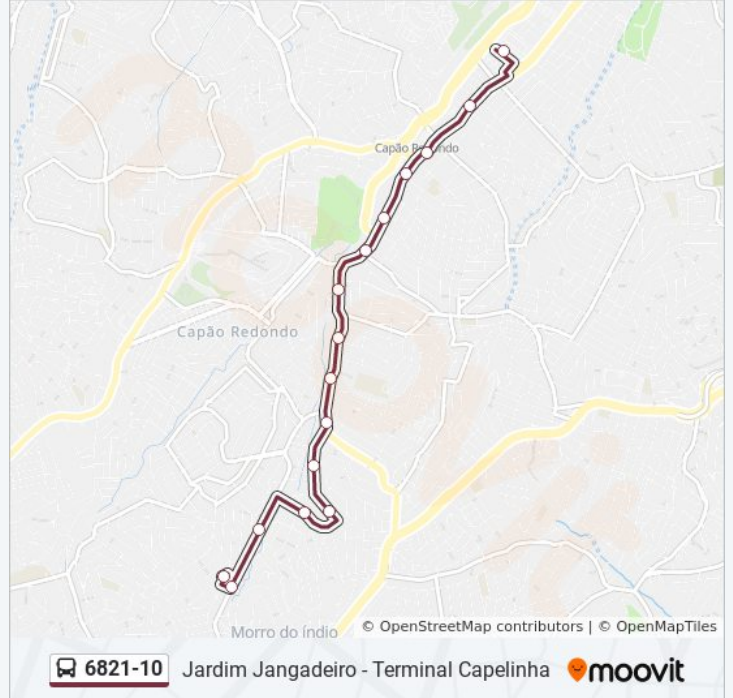 Capão Redondo
Capão Redondo
Morro do índio
© OpenStreetMap contributors | © OpenMapTiles
6821-10 Jardim Jangadeiro - Terminal Capelinha moovit